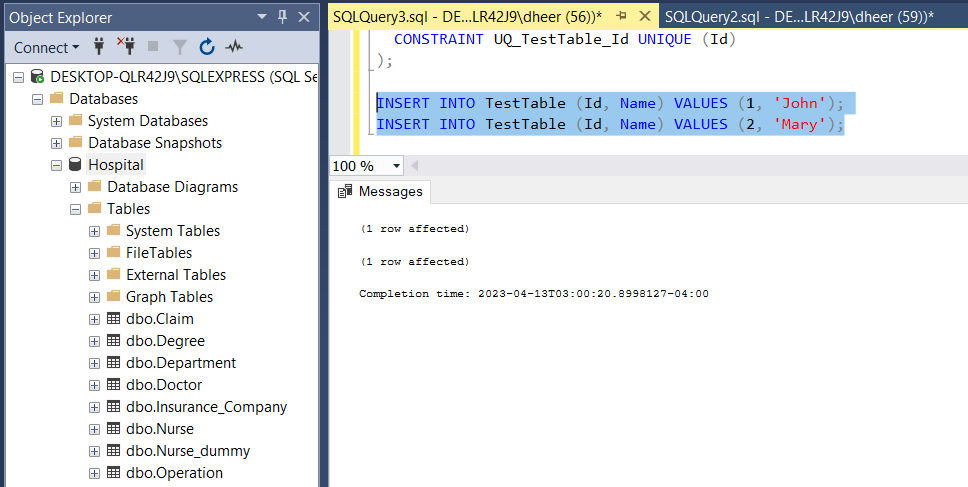 Object Explorer
Connect
DESKTOP-QLR42J9\SQLEXPRESS (SQL Se
Databases
System Databases
Database Snapshots
Hospital
Database Diagrams
Tables
System Tables
FileTables
External Tables
Graph Tables
dbo.Claim
dbo.Degree
dbo.Department
dbo.Doctor
dbo.Insurance_Company
dbo.Nurse
dbo.Nurse_dummy
dbo.Operation
SQLQuery3.sql - DE...LR42J9\dheer (56))*
SQLQuery2.sql - DE...LR42J9\dheer (59))*
CONSTRAINT UQ_TestTable_Id UNIQUE (Id)
);
INSERT INTO TestTable (Id, Name) VALUES (1, 'John');
INSERT INTO TestTable (Id, Name) VALUES (2, 'Mary');
100 %
Messages
(1 row affected)
(1 row affected)
Completion time: 2023-04-13T03:00:20.8998127-04:00